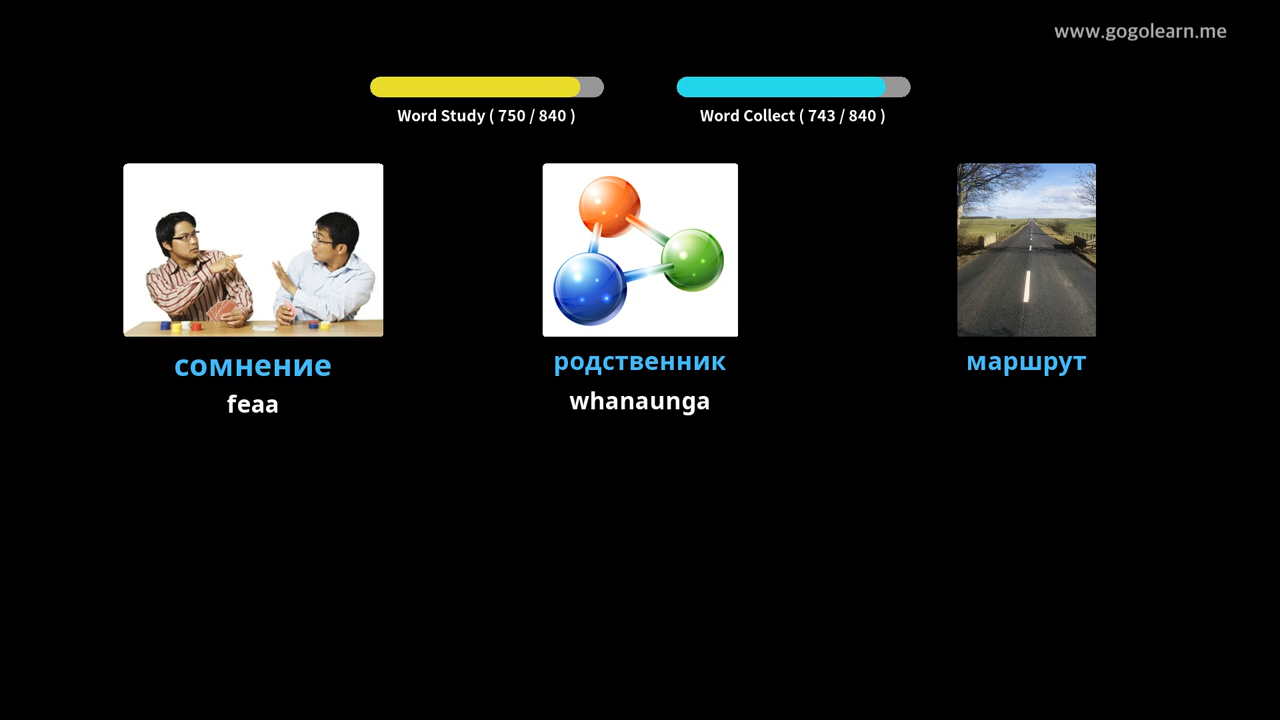 www.gogolearn.me
Word Study ( 750 / 840 )
Word Collect ( 743 / 840 )
сомнение
feaa
родственник
whanaunga
маршрут